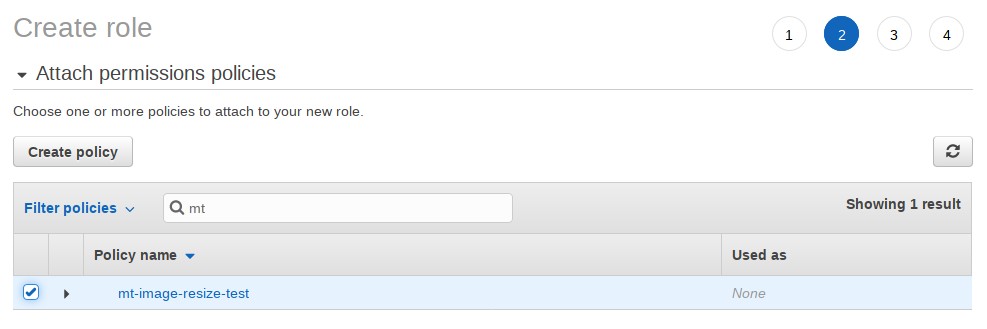 Create role
1 2 3 4
Attach permissions policies
Choose one or more policies to attach to your new role.
Create policy
Filter policies mt Showing 1 result
Policy name Used as
mt-image-resize-test None